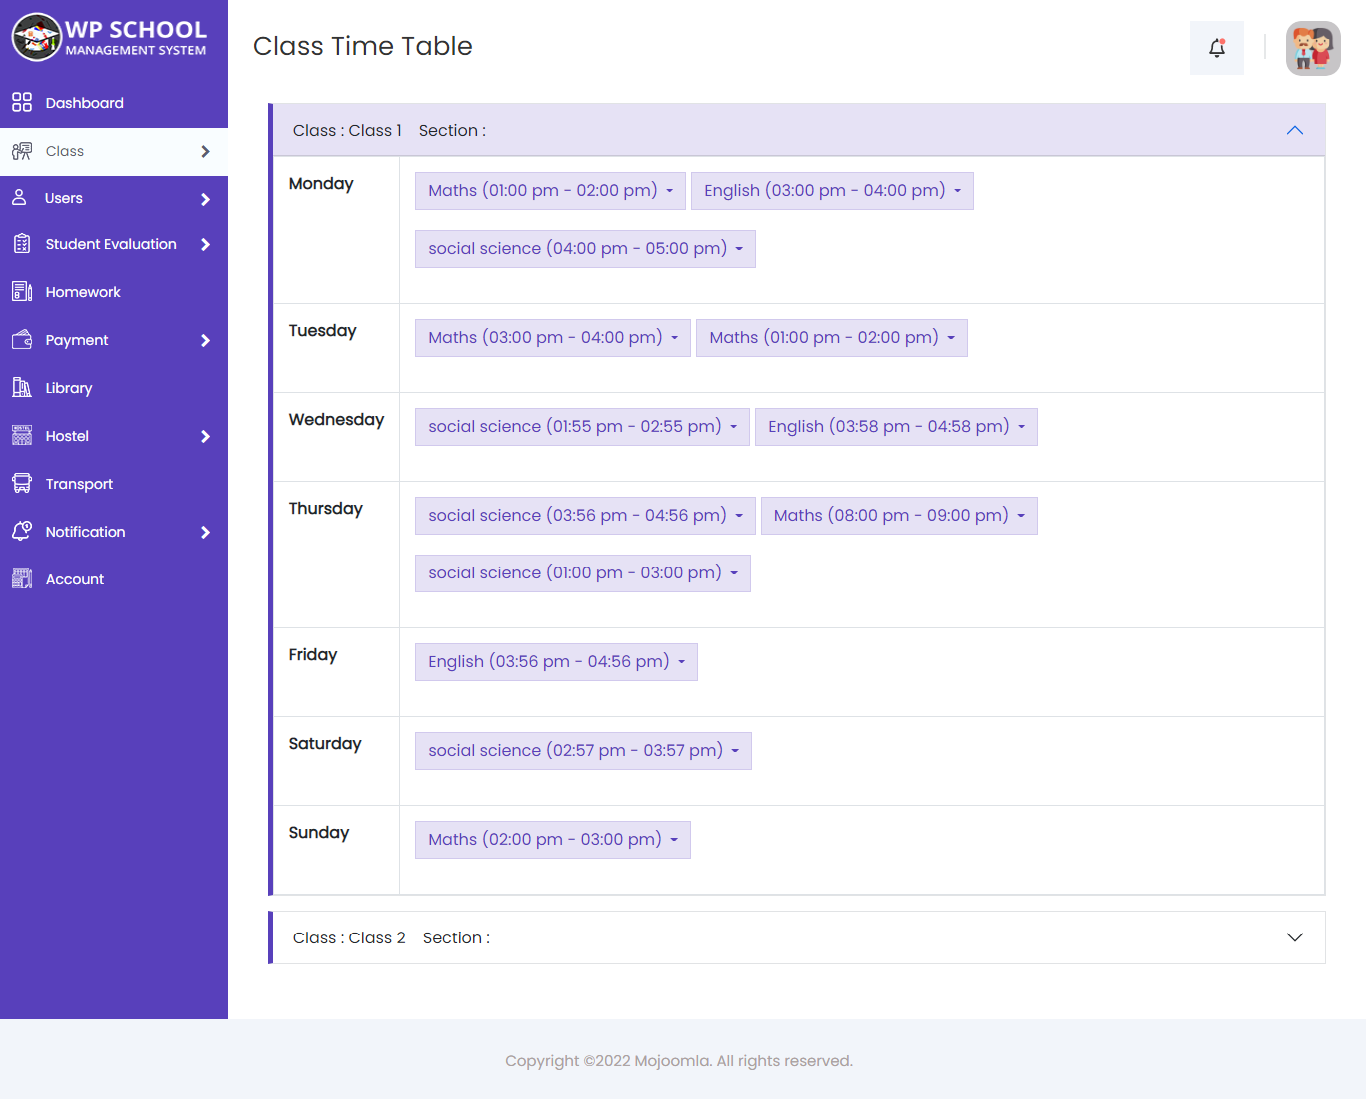 WP SCHOOL
MANAGEMENT SYSTEM
Class Time Table
Dashboard
Class
Users
Student Evaluation
Homework
Payment
Library
Hostel
Transport
Notification
Account
Class : Class 1 Section :
Monday Maths (01:00 pm - 02:00 pm) English (03:00 pm - 04:00 pm)
social science (04:00 pm - 05:00 pm)
Tuesday Maths (03:00 pm - 04:00 pm) Maths (01:00 pm - 02:00 pm)
Wednesday social science (01:55 pm - 02:55 pm) English (03:58 pm - 04:58 pm)
Thursday social science (03:56 pm - 04:56 pm) Maths (08:00 pm - 09:00 pm)
social science (01:00 pm - 03:00 pm)
Friday English (03:56 pm - 04:56 pm)
Saturday social science (02:57 pm - 03:57 pm)
Sunday Maths (02:00 pm - 03:00 pm)
Class : Class 2 Section :
Copyright ©2022 Mojoomla. All rights reserved.